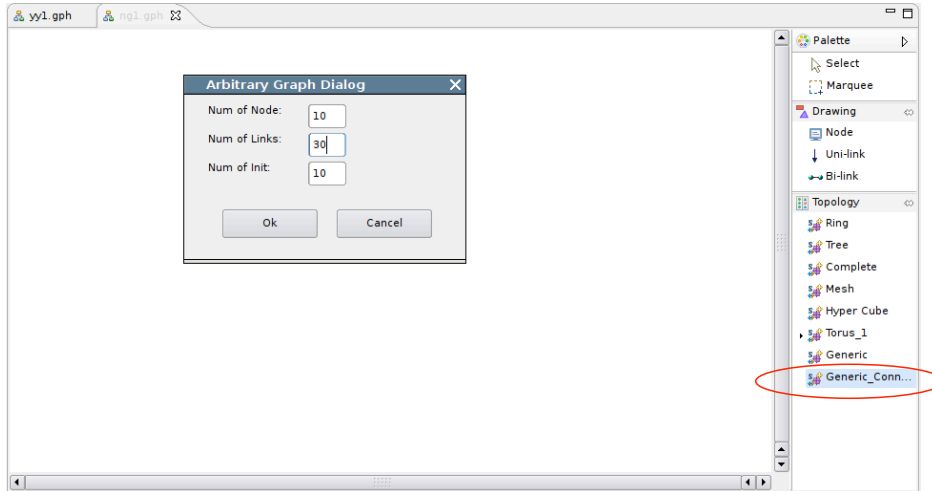 yy1.gph
ng1.gph
Arbitrary Graph Dialog
Num of Node:
10
Num of Links:
30
Num of Init:
10
Ok
Cancel
Palette
Select
Marquee
Drawing
Node
Uni-link
Bi-link
Topology
Ring
Tree
Complete
Mesh
Hyper Cube
Torus_1
Generic
Generic_Conn...